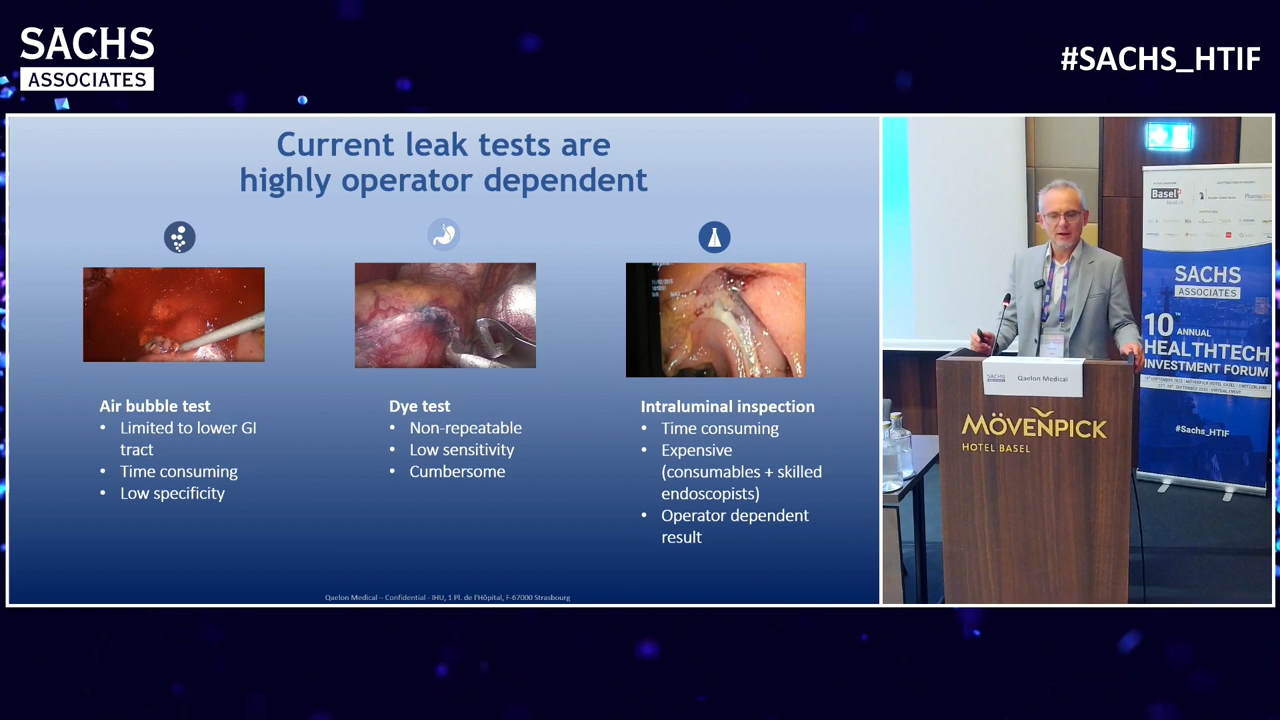 SACHS
ASSOCIATES
#SACHS_HTIF
Current leak tests are
highly operator dependent
Air bubble test
• Limited to lower GI
tract
• Time consuming
• Low specificity
Dye test
• Non-repeatable
• Low sensitivity
• Cumbersome
Intraluminal inspection
• Time consuming
• Expensive
(consumables + skilled
endoscopists)
• Operator dependent
result
Qaelon Medical – Confidential - IHU, 1 Pl. de l'Hôpital, F-67000 Strasbourg
SACHS
ASSOCIATES
Qaelon Medical
MÖVENPICK
HOTEL BASEL
Basel
SACHS
ASSOCIATES
10TH ANNUAL
HEALTHTECH
INVESTMENT FORUM
#Sachs_HTIF